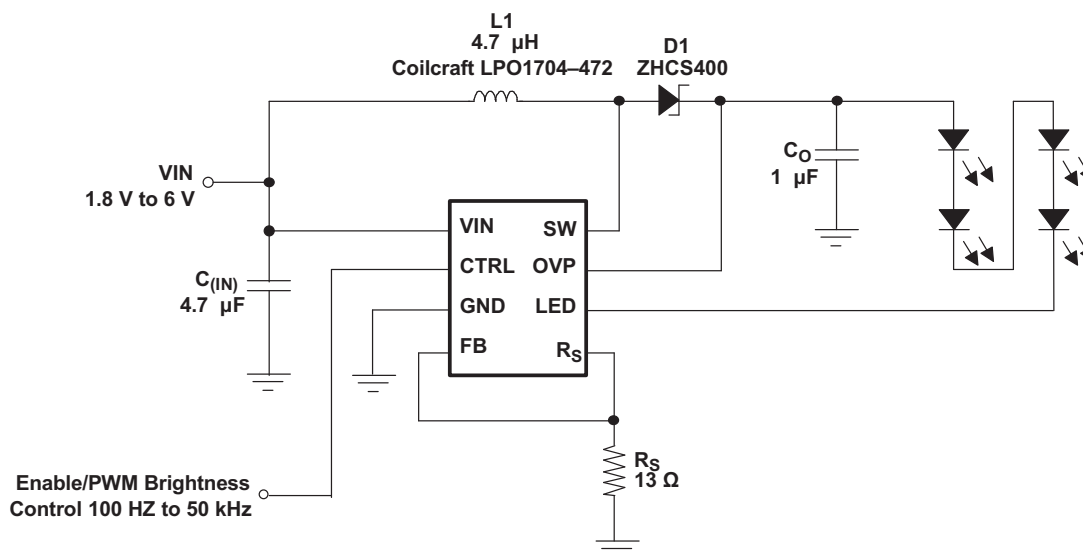 L1
4.7 µH
Coilcraft LPO1704–472
D1
ZHCS400
VIN
1.8 V to 6 V
C(IN)
4.7 µF
CO
1 µF
VIN
SW
CTRL
OVP
GND
LED
FB
RS
RS
13 Ω
Enable/PWM Brightness
Control 100 HZ to 50 kHz